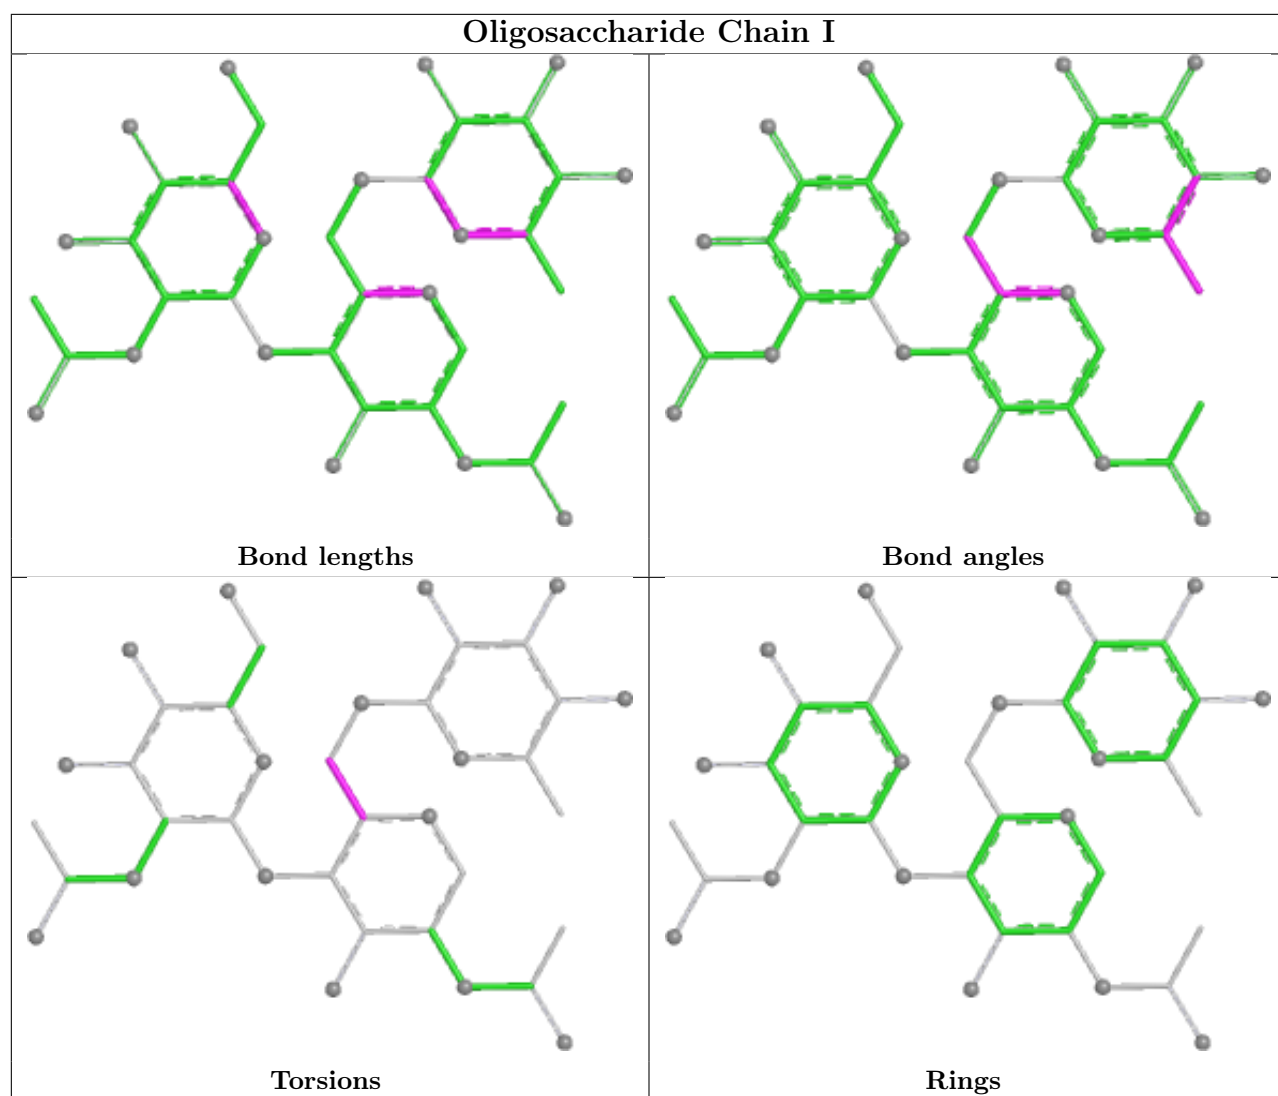 Oligosaccharide Chain I
Bond lengths
Bond angles
Torsions
Rings